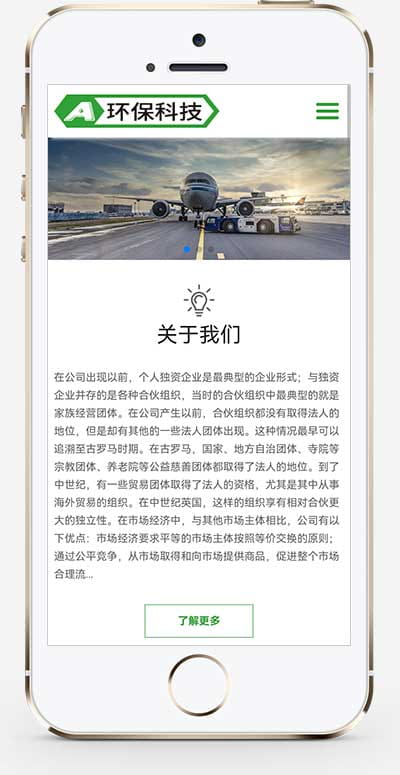 A 环保科技
关于我们
在公司出现以前，个人独资企业是最典型的企业形式；与独资
企业并存的是各种合伙组织，当时的合伙组织中最典型的就是
家族经营团体。在公司产生以前，合伙组织都没有取得法人的
地位，但是却有其他的一些法人团体出现。这种情况最早可以
追溯至古罗马时期。在古罗马，国家、地方自治团体、寺院等
宗教团体、养老院等公益慈善团体都取得了法人的地位。到了
中世纪，有一些贸易团体取得了法人的资格，尤其是其中从事
海外贸易的组织。在中世纪英国，这样的组织享有相对合伙更
大的独立性。在市场经济中，与其他市场主体相比，公司有以
下优点：市场经济要求平等的市场主体按照等价交换的原则；
通过公平竞争，从市场取得和向市场提供商品，促进整个市场
合理流...
了解更多